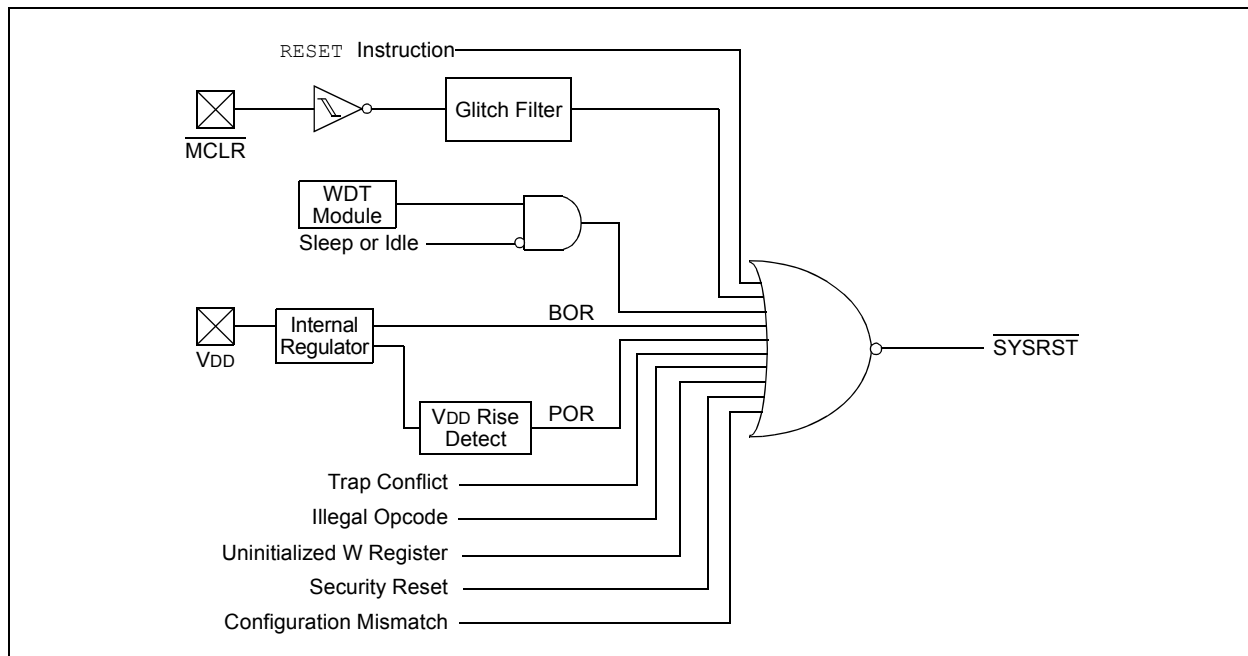 RESET Instruction
Glitch Filter
MCLR
WDT
Module
Sleep or Idle
BOR
Internal
Regulator
VDD
SYSRST
VDD Rise
Detect
POR
Trap Conflict
Illegal Opcode
Uninitialized W Register
Security Reset
Configuration Mismatch